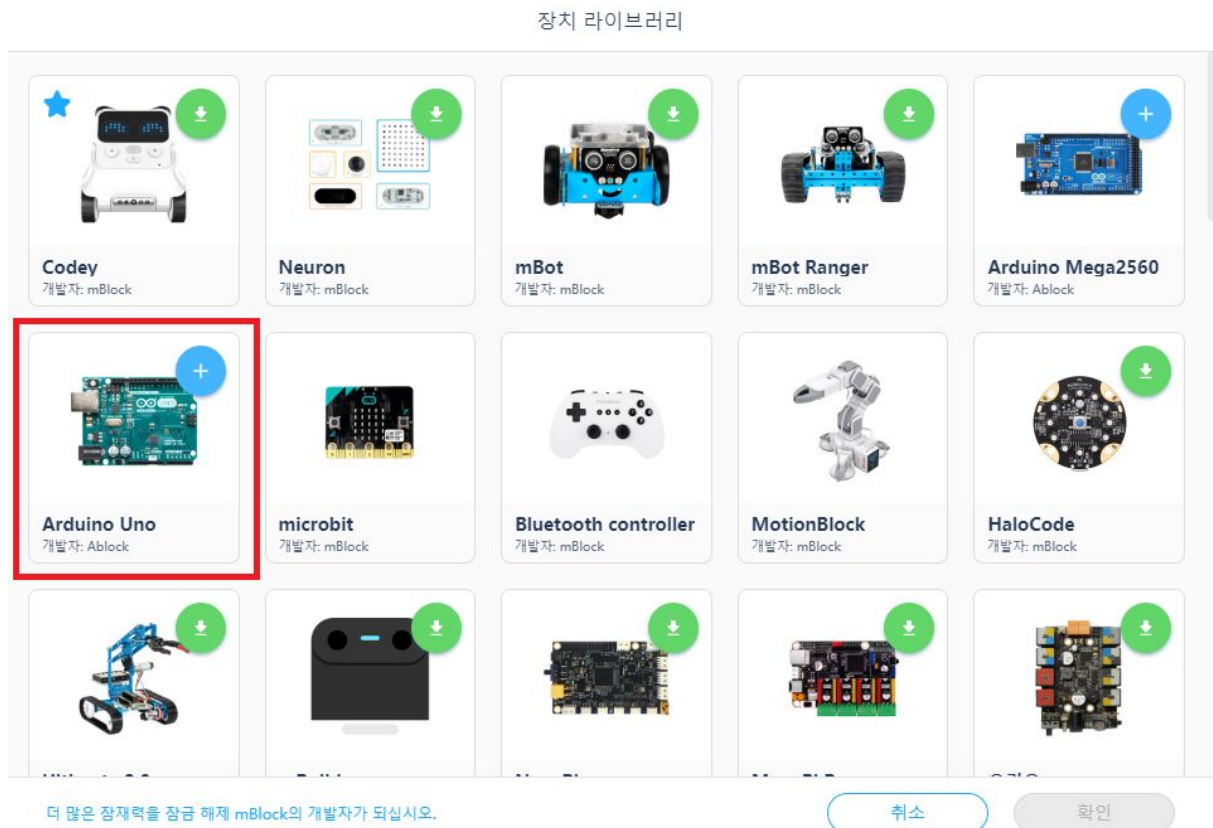 장치 라이브러리
Codey
개발자: mBlock
Neuron
개발자: mBlock
mBot
개발자: mBlock
mBot Ranger
개발자: mBlock
Arduino Mega2560
개발자: Ablock
Arduino Uno
개발자: Ablock
microbit
개발자: mBlock
Bluetooth controller
개발자: mBlock
MotionBlock
개발자: mBlock
HaloCode
개발자: mBlock
더 많은 잠재력을 잠금 해제 mBlock의 개발자가 되십시오.
취소
확인